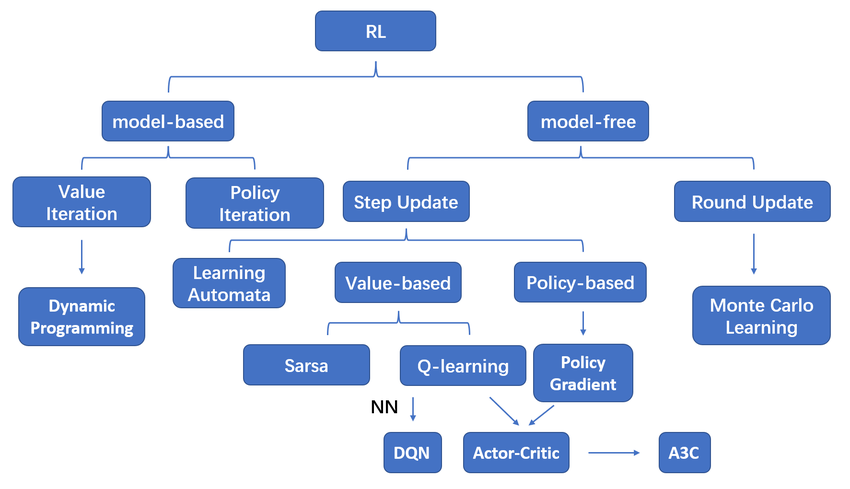 RL
model-based
model-free
Value
Iteration
Policy
Iteration
Step Update
Round Update
Learning
Automata
Value-based
Policy-based
Dynamic
Programming
Monte Carlo
Learning
Sarsa
Q-learning
Policy
Gradient
NN
DQN
Actor-Critic
A3C